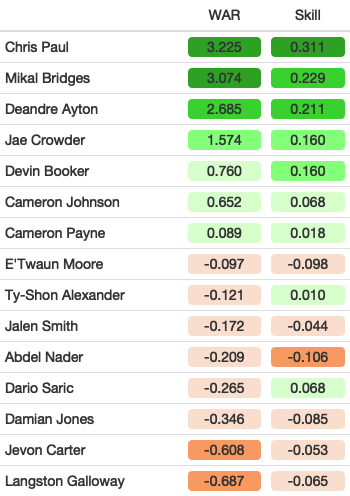 WAR Skill
Chris Paul 3.225 0.311
Mikal Bridges 3.074 0.229
Deandre Ayton 2.685 0.211
Jae Crowder 1.574 0.160
Devin Booker 0.760 0.160
Cameron Johnson 0.652 0.068
Cameron Payne 0.089 0.018
E'Twaun Moore -0.097 -0.098
Ty-Shon Alexander -0.121 0.010
Jalen Smith -0.172 -0.044
Abdel Nader -0.209 -0.106
Dario Saric -0.265 0.068
Damian Jones -0.346 -0.085
Jevon Carter -0.608 -0.053
Langston Galloway -0.687 -0.065